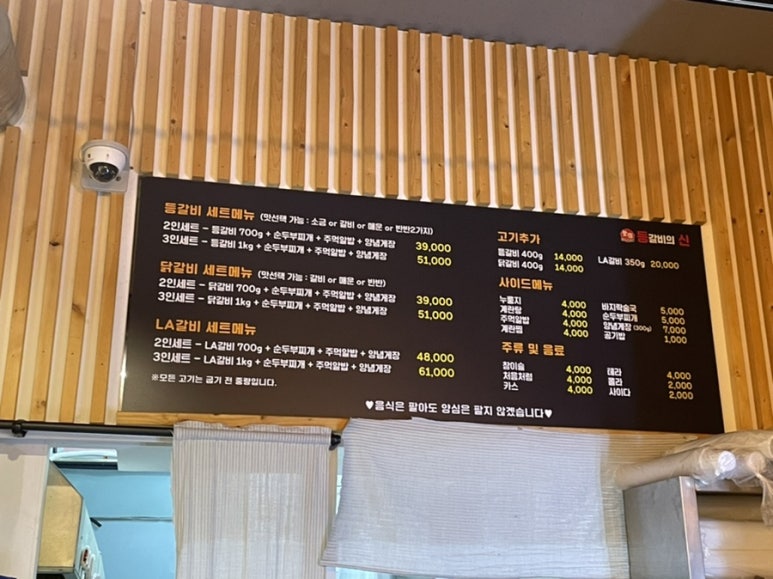 등갈비 세트메뉴 (맛선택 가능 : 소금 or 갈비 or 매운 or 반반2가지)
2인세트 - 등갈비 700g + 순두부찌개 + 주먹알밥 + 양념게장 39,000
3인세트 - 등갈비 1kg + 순두부찌개 + 주먹알밥 + 양념게장 51,000
닭갈비 세트메뉴 (맛선택 가능 : 갈비 or 매운 or 반반)
2인세트 - 닭갈비 700g + 순두부찌개 + 주먹알밥 + 양념게장 39,000
3인세트 - 닭갈비 1kg + 순두부찌개 + 주먹알밥 + 양념게장 51,000
LA갈비 세트메뉴
2인세트 - LA갈비 700g + 순두부찌개 + 주먹알밥 + 양념게장 48,000
3인세트 - LA갈비 1kg + 순두부찌개 + 주먹알밥 + 양념게장 61,000
※모든 고기는 굽기 전 중량입니다.
등갈비의 신
고기추가
등갈비 400g 14,000 LA갈비 350g 20,000
닭갈비 400g 14,000
사이드메뉴
누룽지 4,000 바지락술국 5,000
계란탕 4,000 순두부찌개 5,000
주먹알밥 4,000 양념게장 (300g) 7,000
계란찜 4,000 공기밥 1,000
주류 및 음료
참이슬 4,000 테라 4,000
처음처럼 4,000 콜라 2,000
카스 4,000 사이다 2,000
♥음식은 팔아도 양심은 팔지 않겠습니다♥